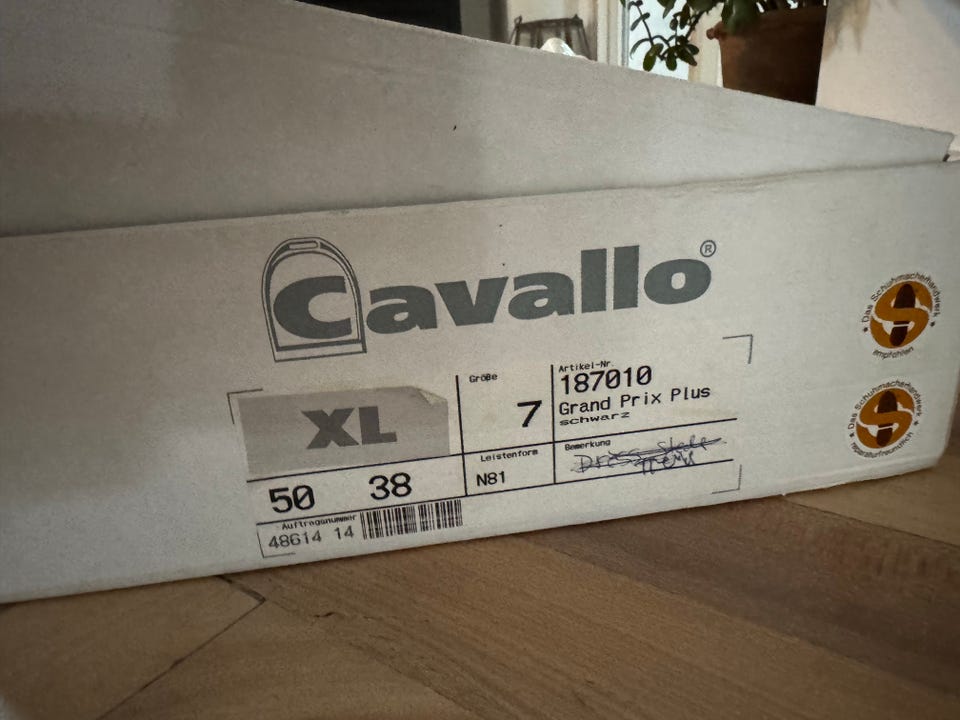 Cavallo®
XL
Größe
7
Artikel-Nr.
187010
Grand Prix Plus
schwarz
50 38
Leistenform
N81
Bemerkung
Auftragsnummer
48614 14
Das Schuhmacherhandwerk
empfohlen
Das Schuhmacherhandwerk
reparaturfreundlich